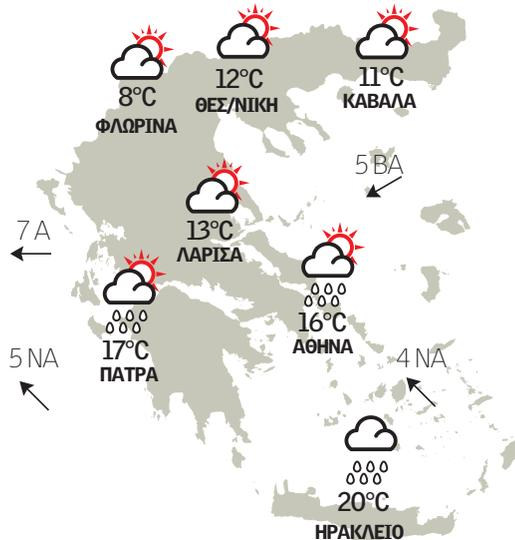 12°C
ΘΕΣ/ΝΙΚΗ
11°C
ΚΑΒΑΛΑ
8°C
ΦΛΩΡΙΝΑ
5 ΒΑ
13°C
ΛΑΡΙΣΑ
7 Α
16°C
ΑΘΗΝΑ
17°C
ΠΑΤΡΑ
5 ΝΑ
4 ΝΑ
20°C
ΗΡΑΚΛΕΙΟ